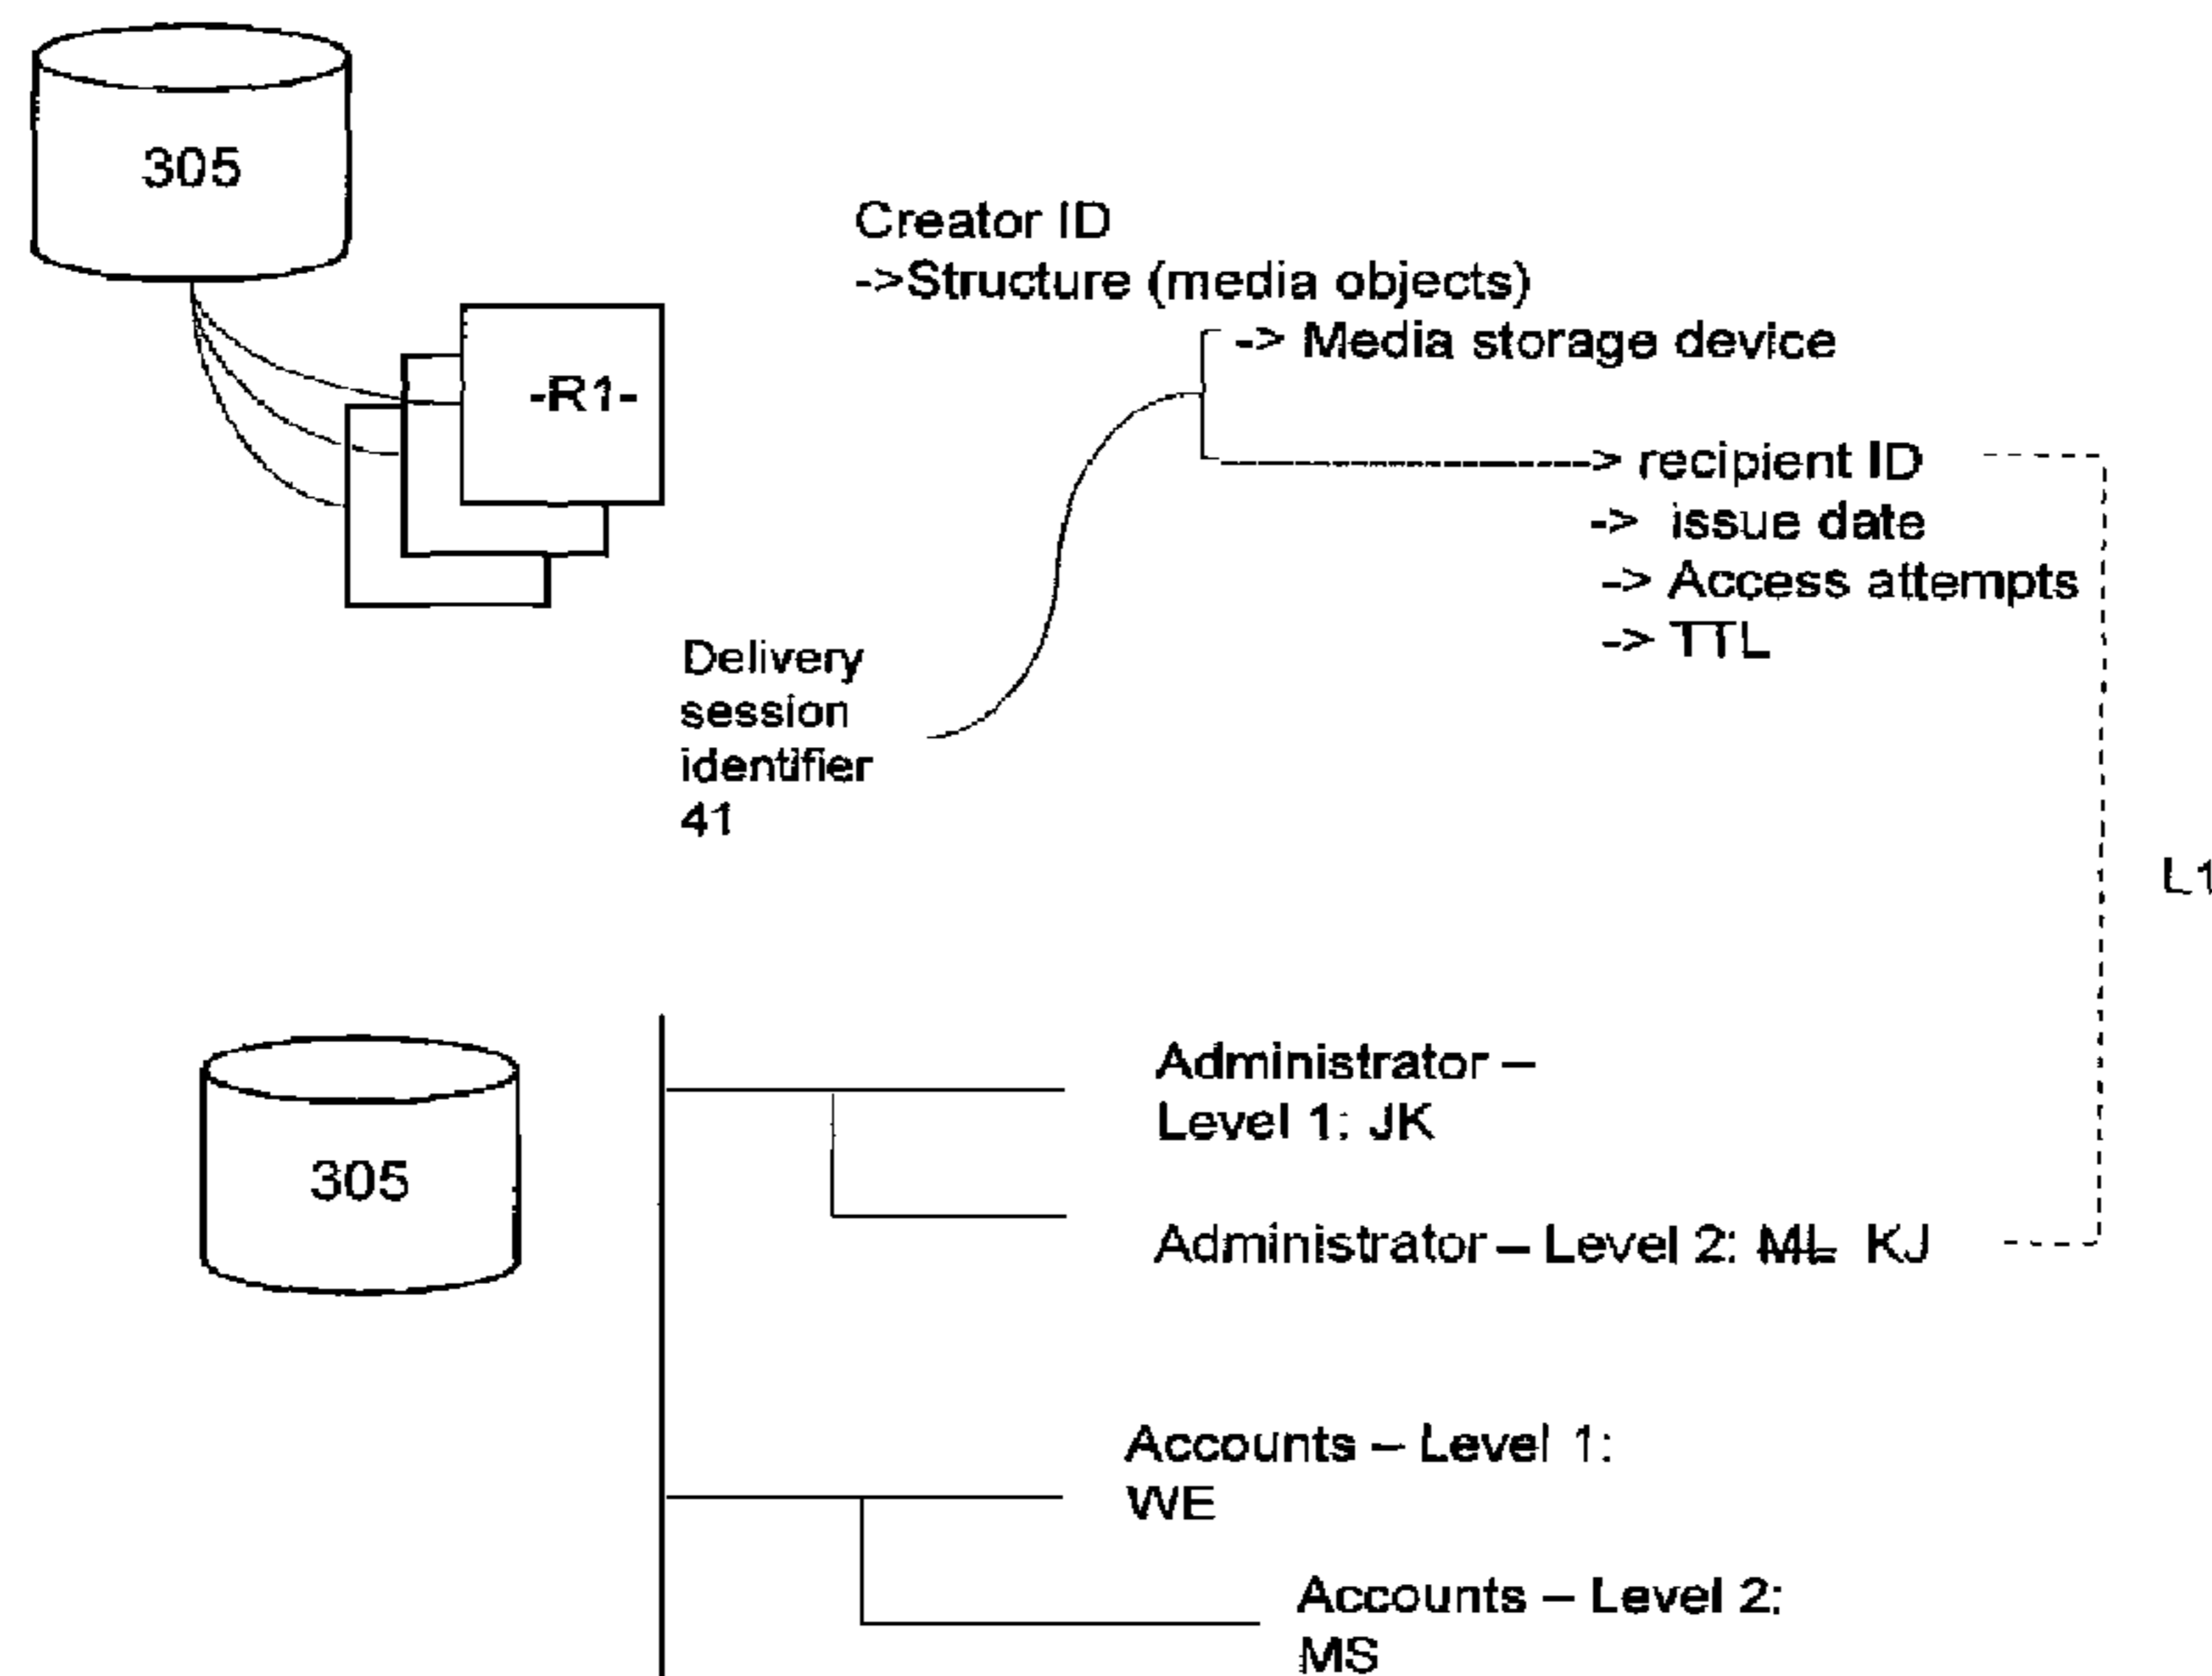 305
Creator ID
->Structure (media objects)
-> Media storage device
-R1-
-> recipient ID
-> issue date
-> Access attempts
-> TTL
Delivery
session
identifier
41
L1
Administrator –
Level 1: JK
305
Administrator – Level 2: ML KJ
Accounts – Level 1:
WE
Accounts – Level 2:
MS